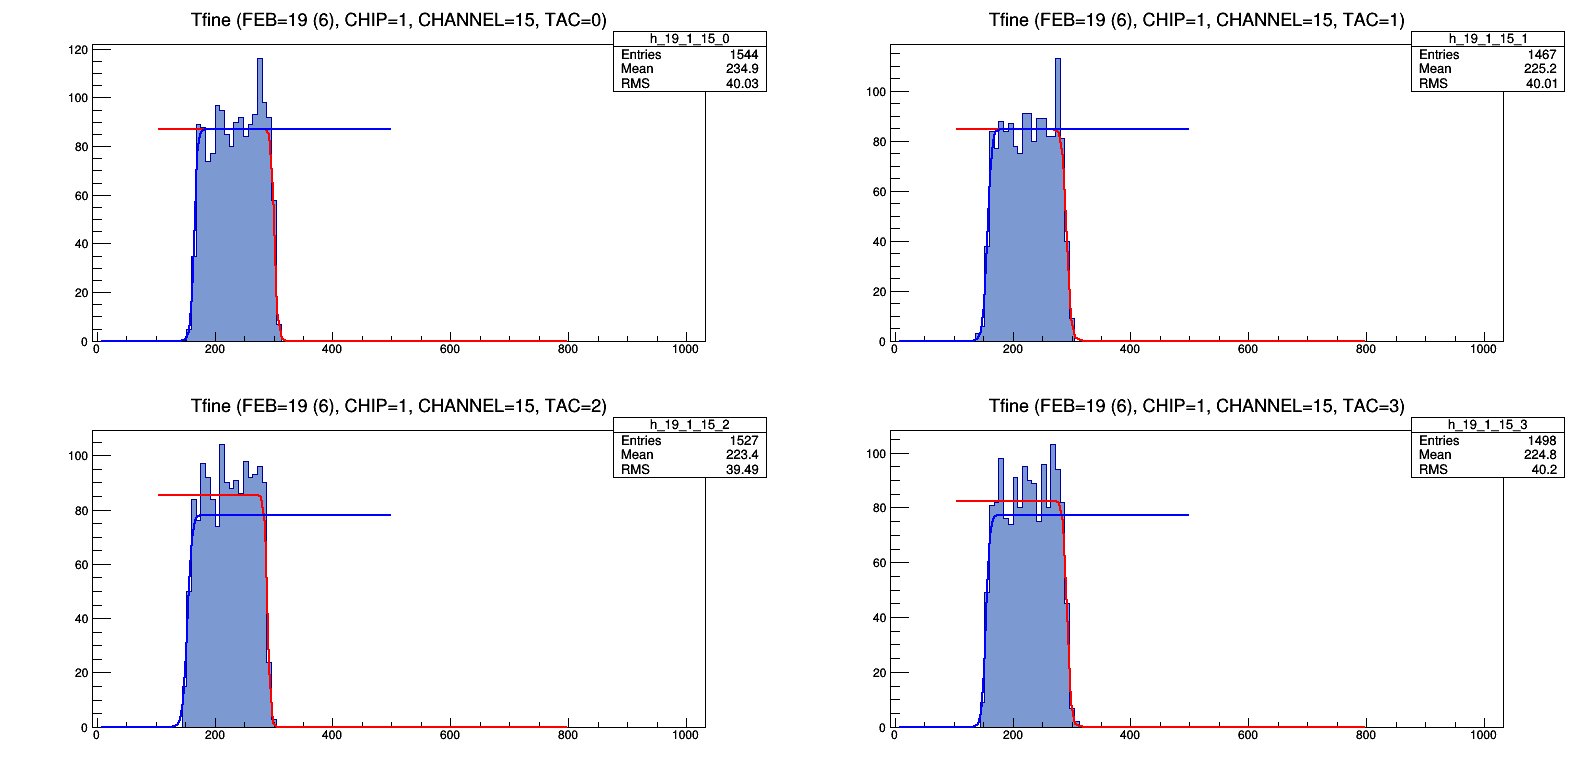 Tfine (FEB=19 (6), CHIP=1, CHANNEL=15, TAC=0)
h_19_1_15_0
Entries 1544
Mean 234.9
RMS 40.03
120
100
80
60
40
20
0
0 200 400 600 800 1000
Tfine (FEB=19 (6), CHIP=1, CHANNEL=15, TAC=1)
h_19_1_15_1
Entries 1467
Mean 225.2
RMS 40.01
100
80
60
40
20
0
0 200 400 600 800 1000
Tfine (FEB=19 (6), CHIP=1, CHANNEL=15, TAC=2)
h_19_1_15_2
Entries 1527
Mean 223.4
RMS 39.49
100
80
60
40
20
0
0 200 400 600 800 1000
Tfine (FEB=19 (6), CHIP=1, CHANNEL=15, TAC=3)
h_19_1_15_3
Entries 1498
Mean 224.8
RMS 40.2
100
80
60
40
20
0
0 200 400 600 800 1000